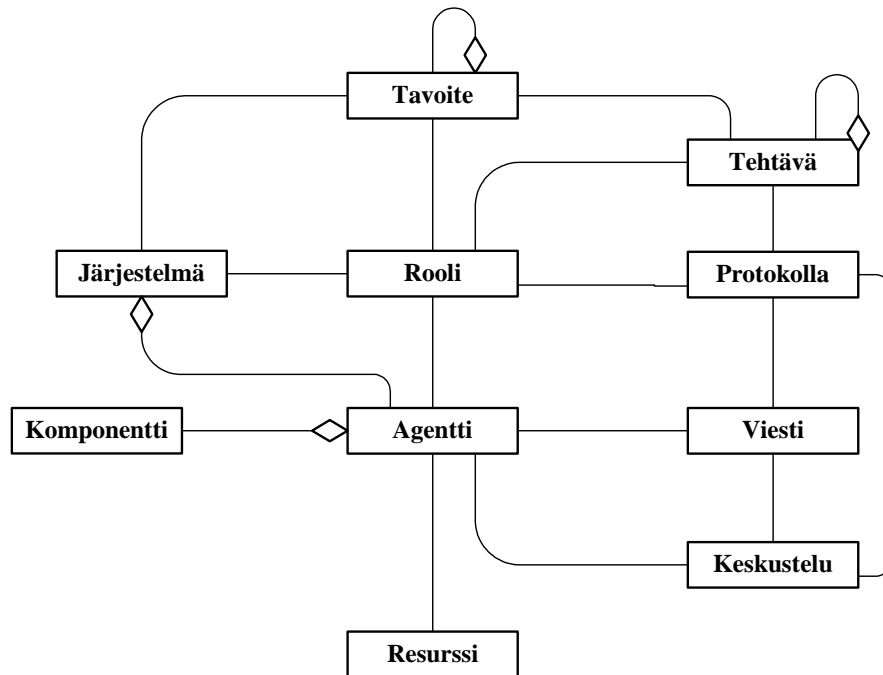 Tavoite
Tehtävä
Järjestelmä
Rooli
Protokolla
Komponentti
Agentti
Viesti
Keskustelu
Resurssi